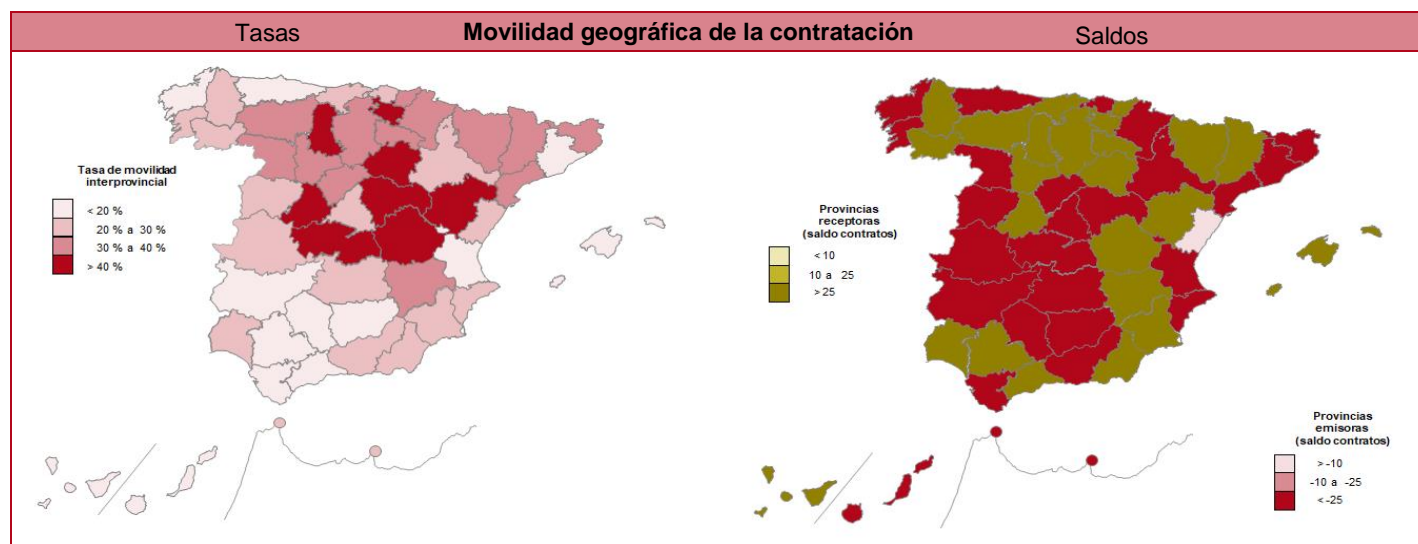 Tasas
Movilidad geográfica de la contratación
Saldos
Tasa de movilidad
interprovincial
< 20 %
20 % a 30 %
30 % a 40 %
> 40 %
Provincias
receptoras
(saldo contratos)
< 10
10 a 25
> 25
Provincias
emisoras
(saldo contratos)
> -10
-10 a -25
< -25